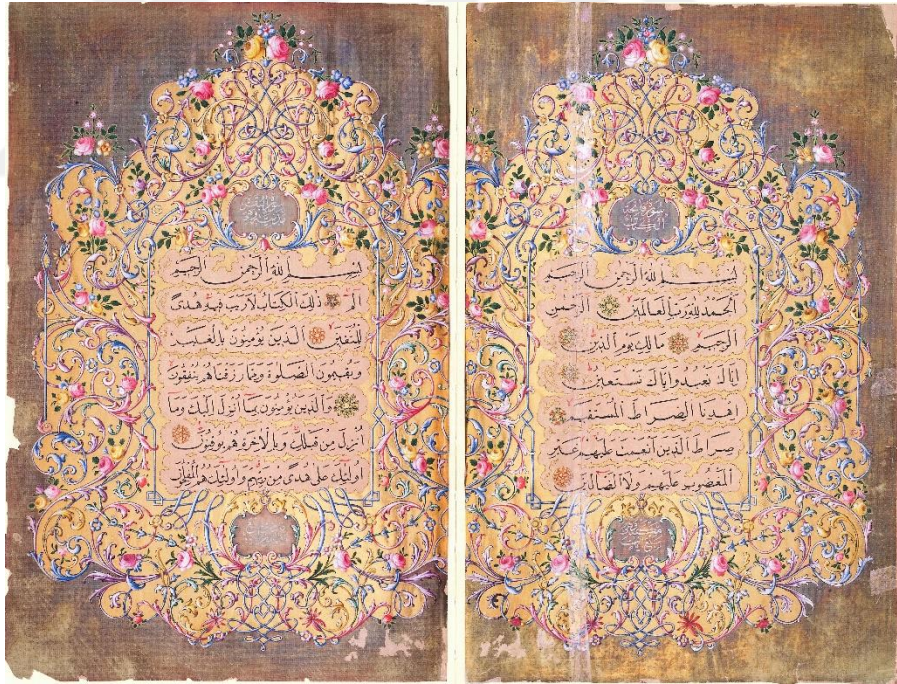 سورة فاتحة
بسم الله الرحمن الرحيم
الحمد لله رب العالمين الرحمن
الرحيم مالك يوم الدين
اياك نعبد واياك نستعين
اهدنا الصراط المستقيم
صراط الذين انعمت عليهم غير
المغضوب عليهم ولا الضالين
بسم الله الرحمن الرحيم
الم ذلك الكتاب لا ريب فيه هدى
للمتقين الذين يؤمنون بالغيب
ويقيمون الصلوة ومما رزقناهم ينفقون
والذين يؤمنون بما انزل اليك وما
انزل من قبلك وبالاخرة هم يوقنون
اولئك على هدى من ربهم واولئك هم المفلحون